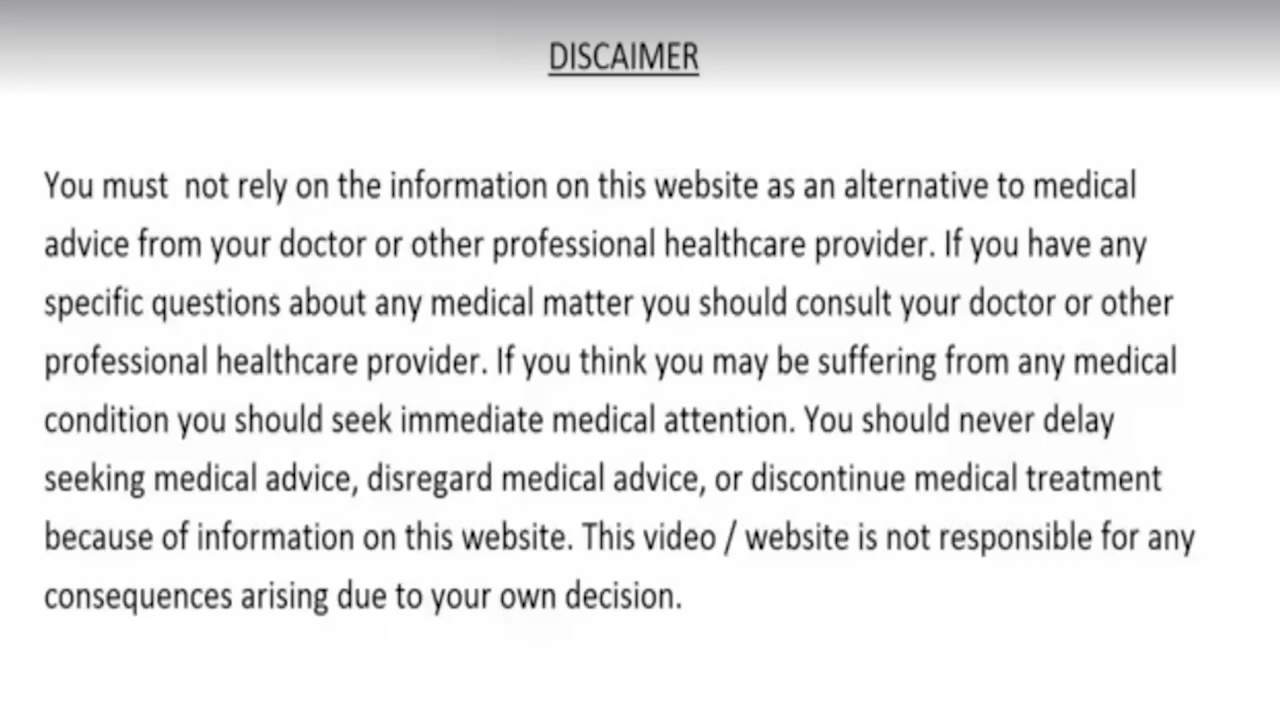 DISCAIMER
You must  not rely on the information on this website as an alternative to medical
advice from your doctor or other professional healthcare provider. If you have any
specific questions about any medical matter you should consult your doctor or other
professional healthcare provider. If you think you may be suffering from any medical
condition you should seek immediate medical attention. You should never delay
seeking medical advice, disregard medical advice, or discontinue medical treatment
because of information on this website. This video / website is not responsible for any
consequences arising due to your own decision.